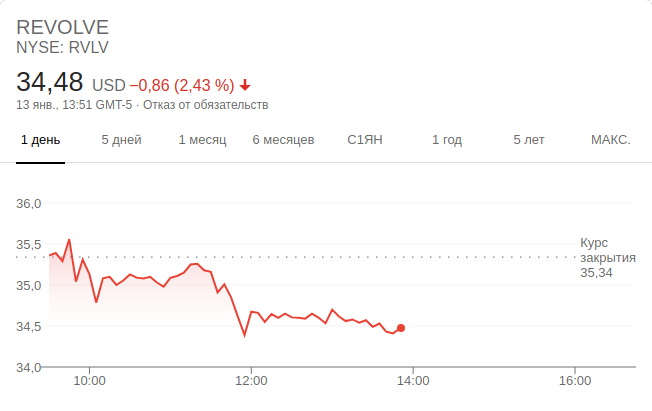 REVOLVE
NYSE: RVLV
34,48 USD −0,86 (2,43 %)
13 янв., 13:51 GMT-5 · Отказ от обязательств
1 день 5 дней 1 месяц 6 месяцев С1ЯН 1 год 5 лет МАКС.
36,0
35,5
Курс
закрытия
35,34
35,0
34,5
34,0
10:00 12:00 14:00 16:00